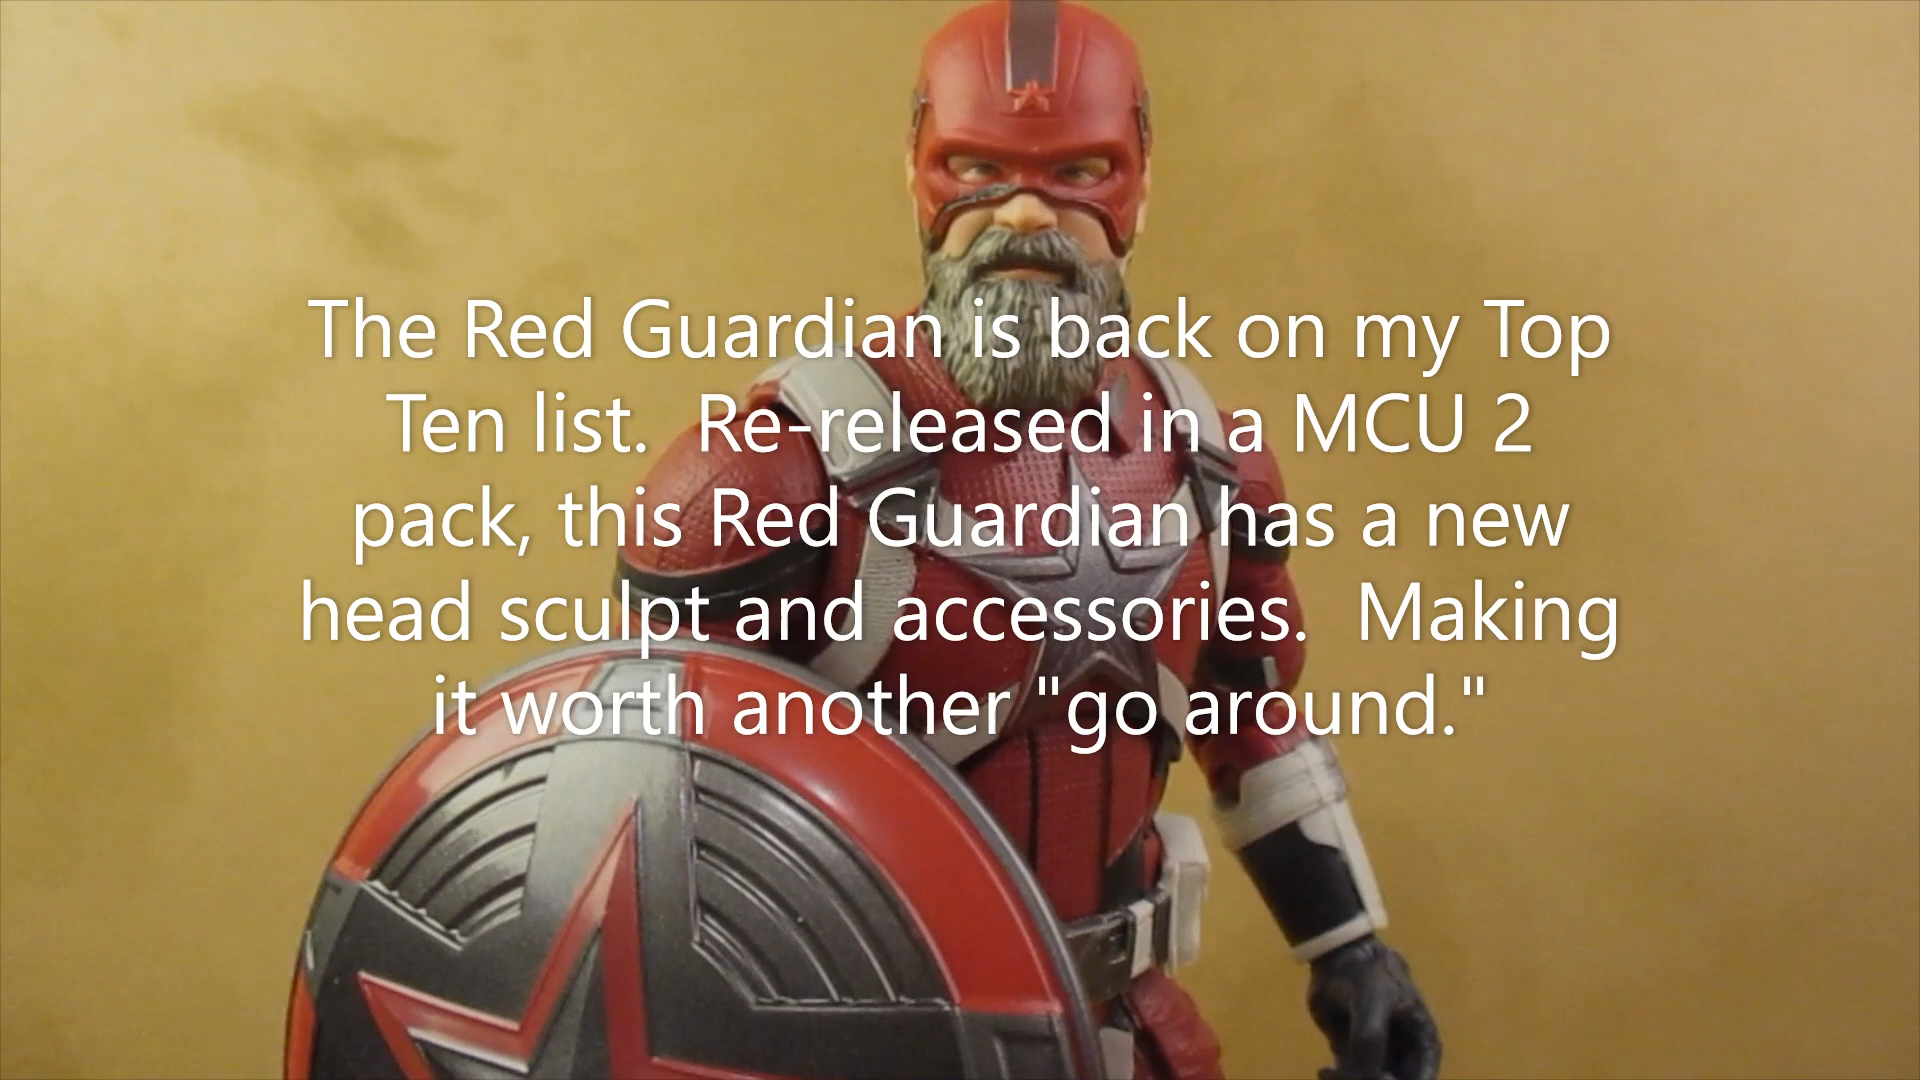 The Red Guardian is back on my Top
Ten list.  Re-released in a MCU 2
pack, this Red Guardian has a new
head sculpt and accessories.  Making
it worth another "go around."